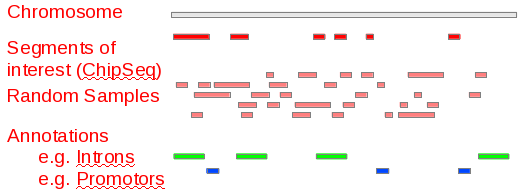 Chromosome
Segments of
interest (ChipSeq)
Random Samples
Annotations
e.g. Introns
e.g. Promotors